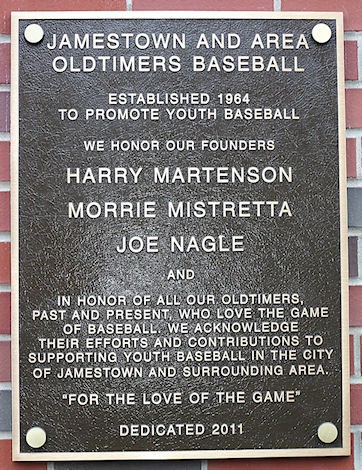 JAMESTOWN AND AREA
OLDTIMERS BASEBALL
ESTABLISHED 1964
TO PROMOTE YOUTH BASEBALL
WE HONOR OUR FOUNDERS
HARRY MARTENSON
MORRIE MISTRETTA
JOE NAGLE
AND
IN HONOR OF ALL OUR OLDTIMERS,
PAST AND PRESENT, WHO LOVE THE GAME
OF BASEBALL. WE ACKNOWLEDGE
THEIR EFFORTS AND CONTRIBUTIONS TO
SUPPORTING YOUTH BASEBALL IN THE CITY
OF JAMESTOWN AND SURROUNDING AREA.
"FOR THE LOVE OF THE GAME"
DEDICATED 2011